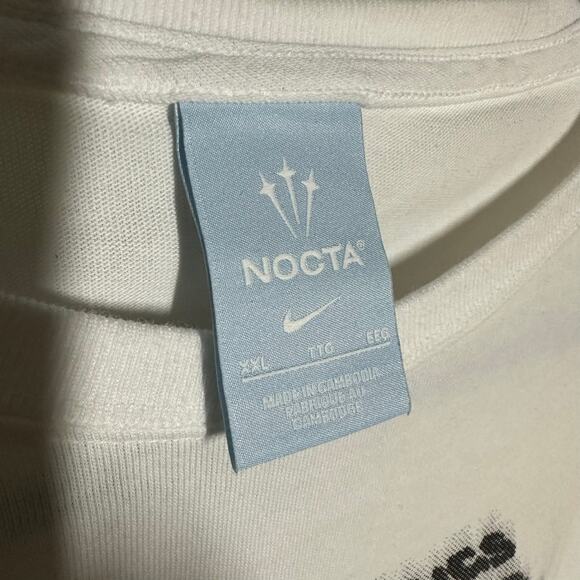 NOCTA®
XXL TTG EEG
MADE IN CAMBODIA
FABRIQUÉ AU
CAMBODGE